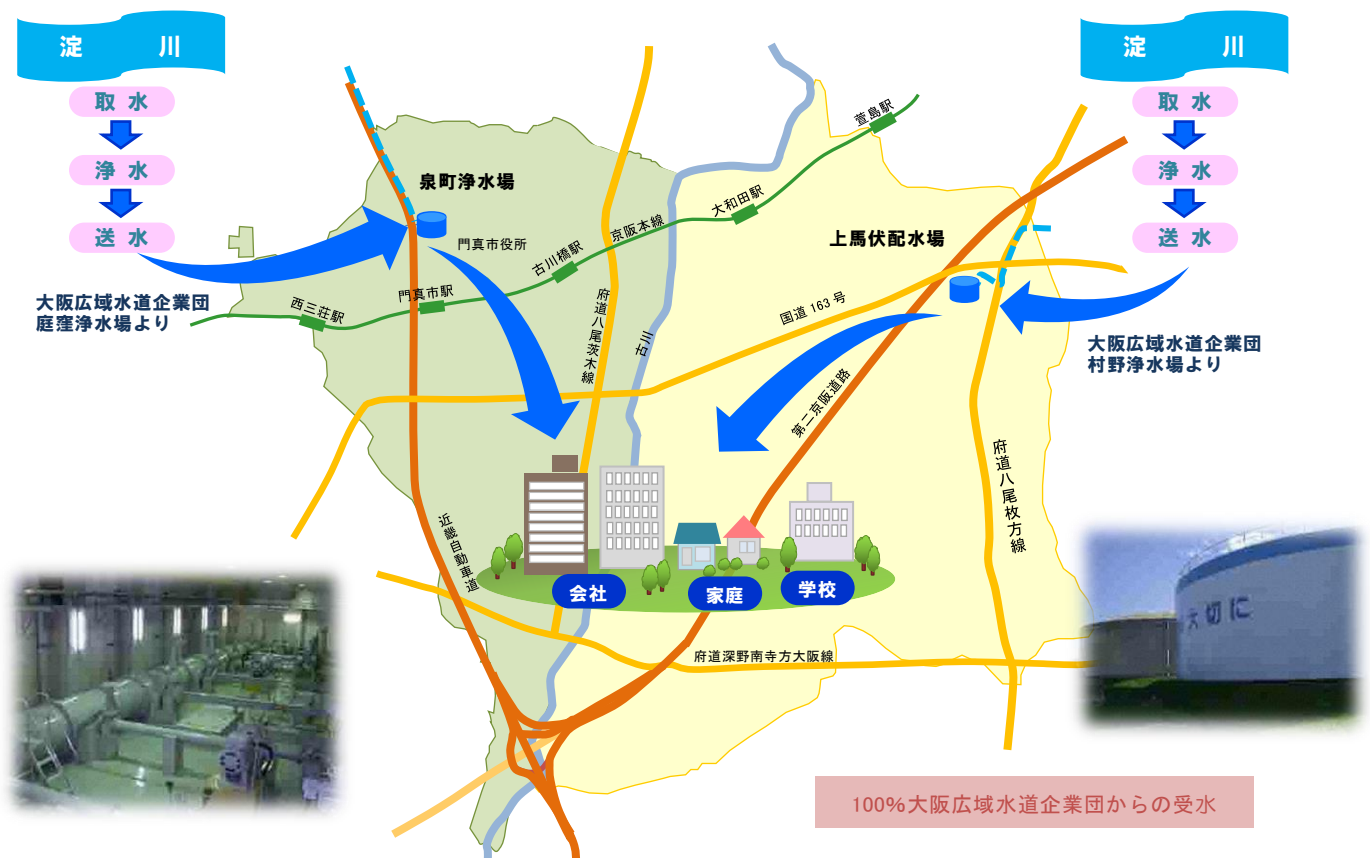 淀 川
取 水
浄 水
送 水
大阪広域水道企業団
庭窪浄水場より
淀 川
取 水
浄 水
送 水
大阪広域水道企業団
村野浄水場より
泉町浄水場
門真市役所
上馬伏配水場
萱島駅
大和田駅
京阪本線
古川橋駅
門真市駅
西三荘駅
府道八尾茨木線
古川
国道 163 号
第二京阪道路
府道八尾枚方線
近畿自動車道
会社
家庭
学校
府道深野南寺方大阪線
大切に
100%大阪広域水道企業団からの受水